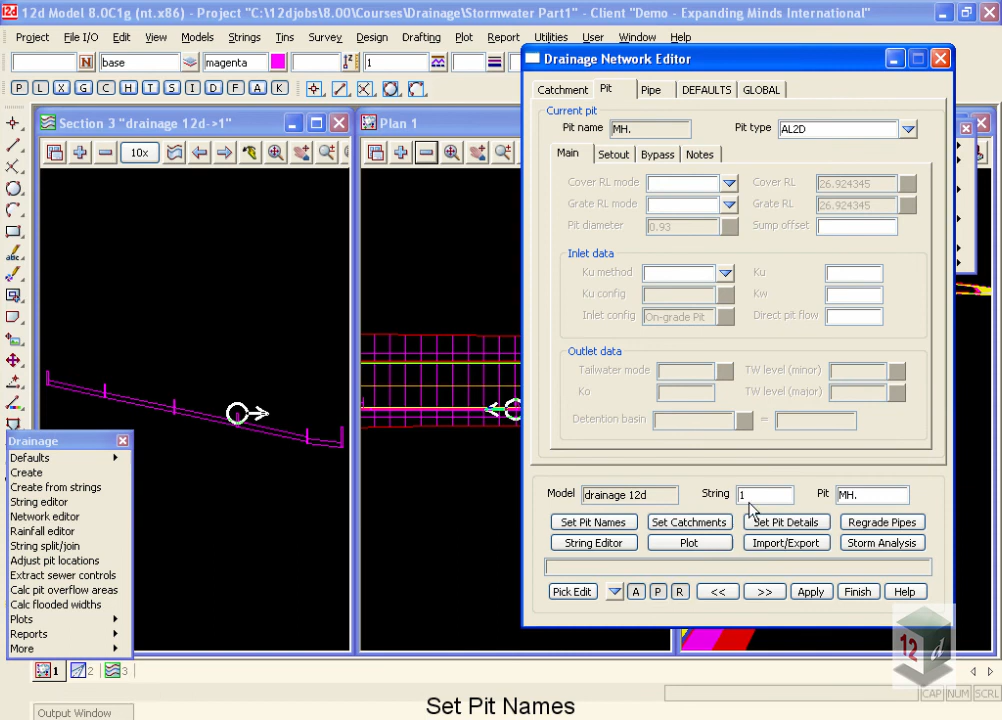 12d Model 8.0C1g (nt.x86) - Project "C:\12djobs\8.00\Courses\Drainage\Stormwater Part1" - Client "Demo - Expanding Minds International"
Project File I/O Edit View Models Strings Tins Survey Design Drafting Plot Report Utilities User Window Help
N base magenta 1
P L X G C H T S I D F A K
Section 3 "drainage 12d->1"
10x
Plan 1
Drainage Network Editor
Catchment Pit Pipe DEFAULTS GLOBAL
Current pit
Pit name MH. Pit type AL2D
Main Setout Bypass Notes
Cover RL mode Cover RL 26.924345
Grate RL mode Grate RL 26.924345
Pit diameter 0.93 Sump offset
Inlet data
Ku method Ku
Ku config Kw
Inlet config On-grade Pit Direct pit flow
Outlet data
Tailwater mode TW level (minor)
Ko TW level (major)
Detention basin =
Model drainage 12d String 1 Pit MH.
Set Pit Names Set Catchments Set Pit Details Regrade Pipes
String Editor Plot Import/Export Storm Analysis
Pick Edit A P R << >> Apply Finish Help
Drainage
Defaults
Create
Create from strings
String editor
Network editor
Rainfall editor
String split/join
Adjust pit locations
Extract sewer controls
Calc pit overflow areas
Calc flooded widths
Plots
Reports
More
1 2 3
12d
CAP NUM SCRL
Output Window
Set Pit Names